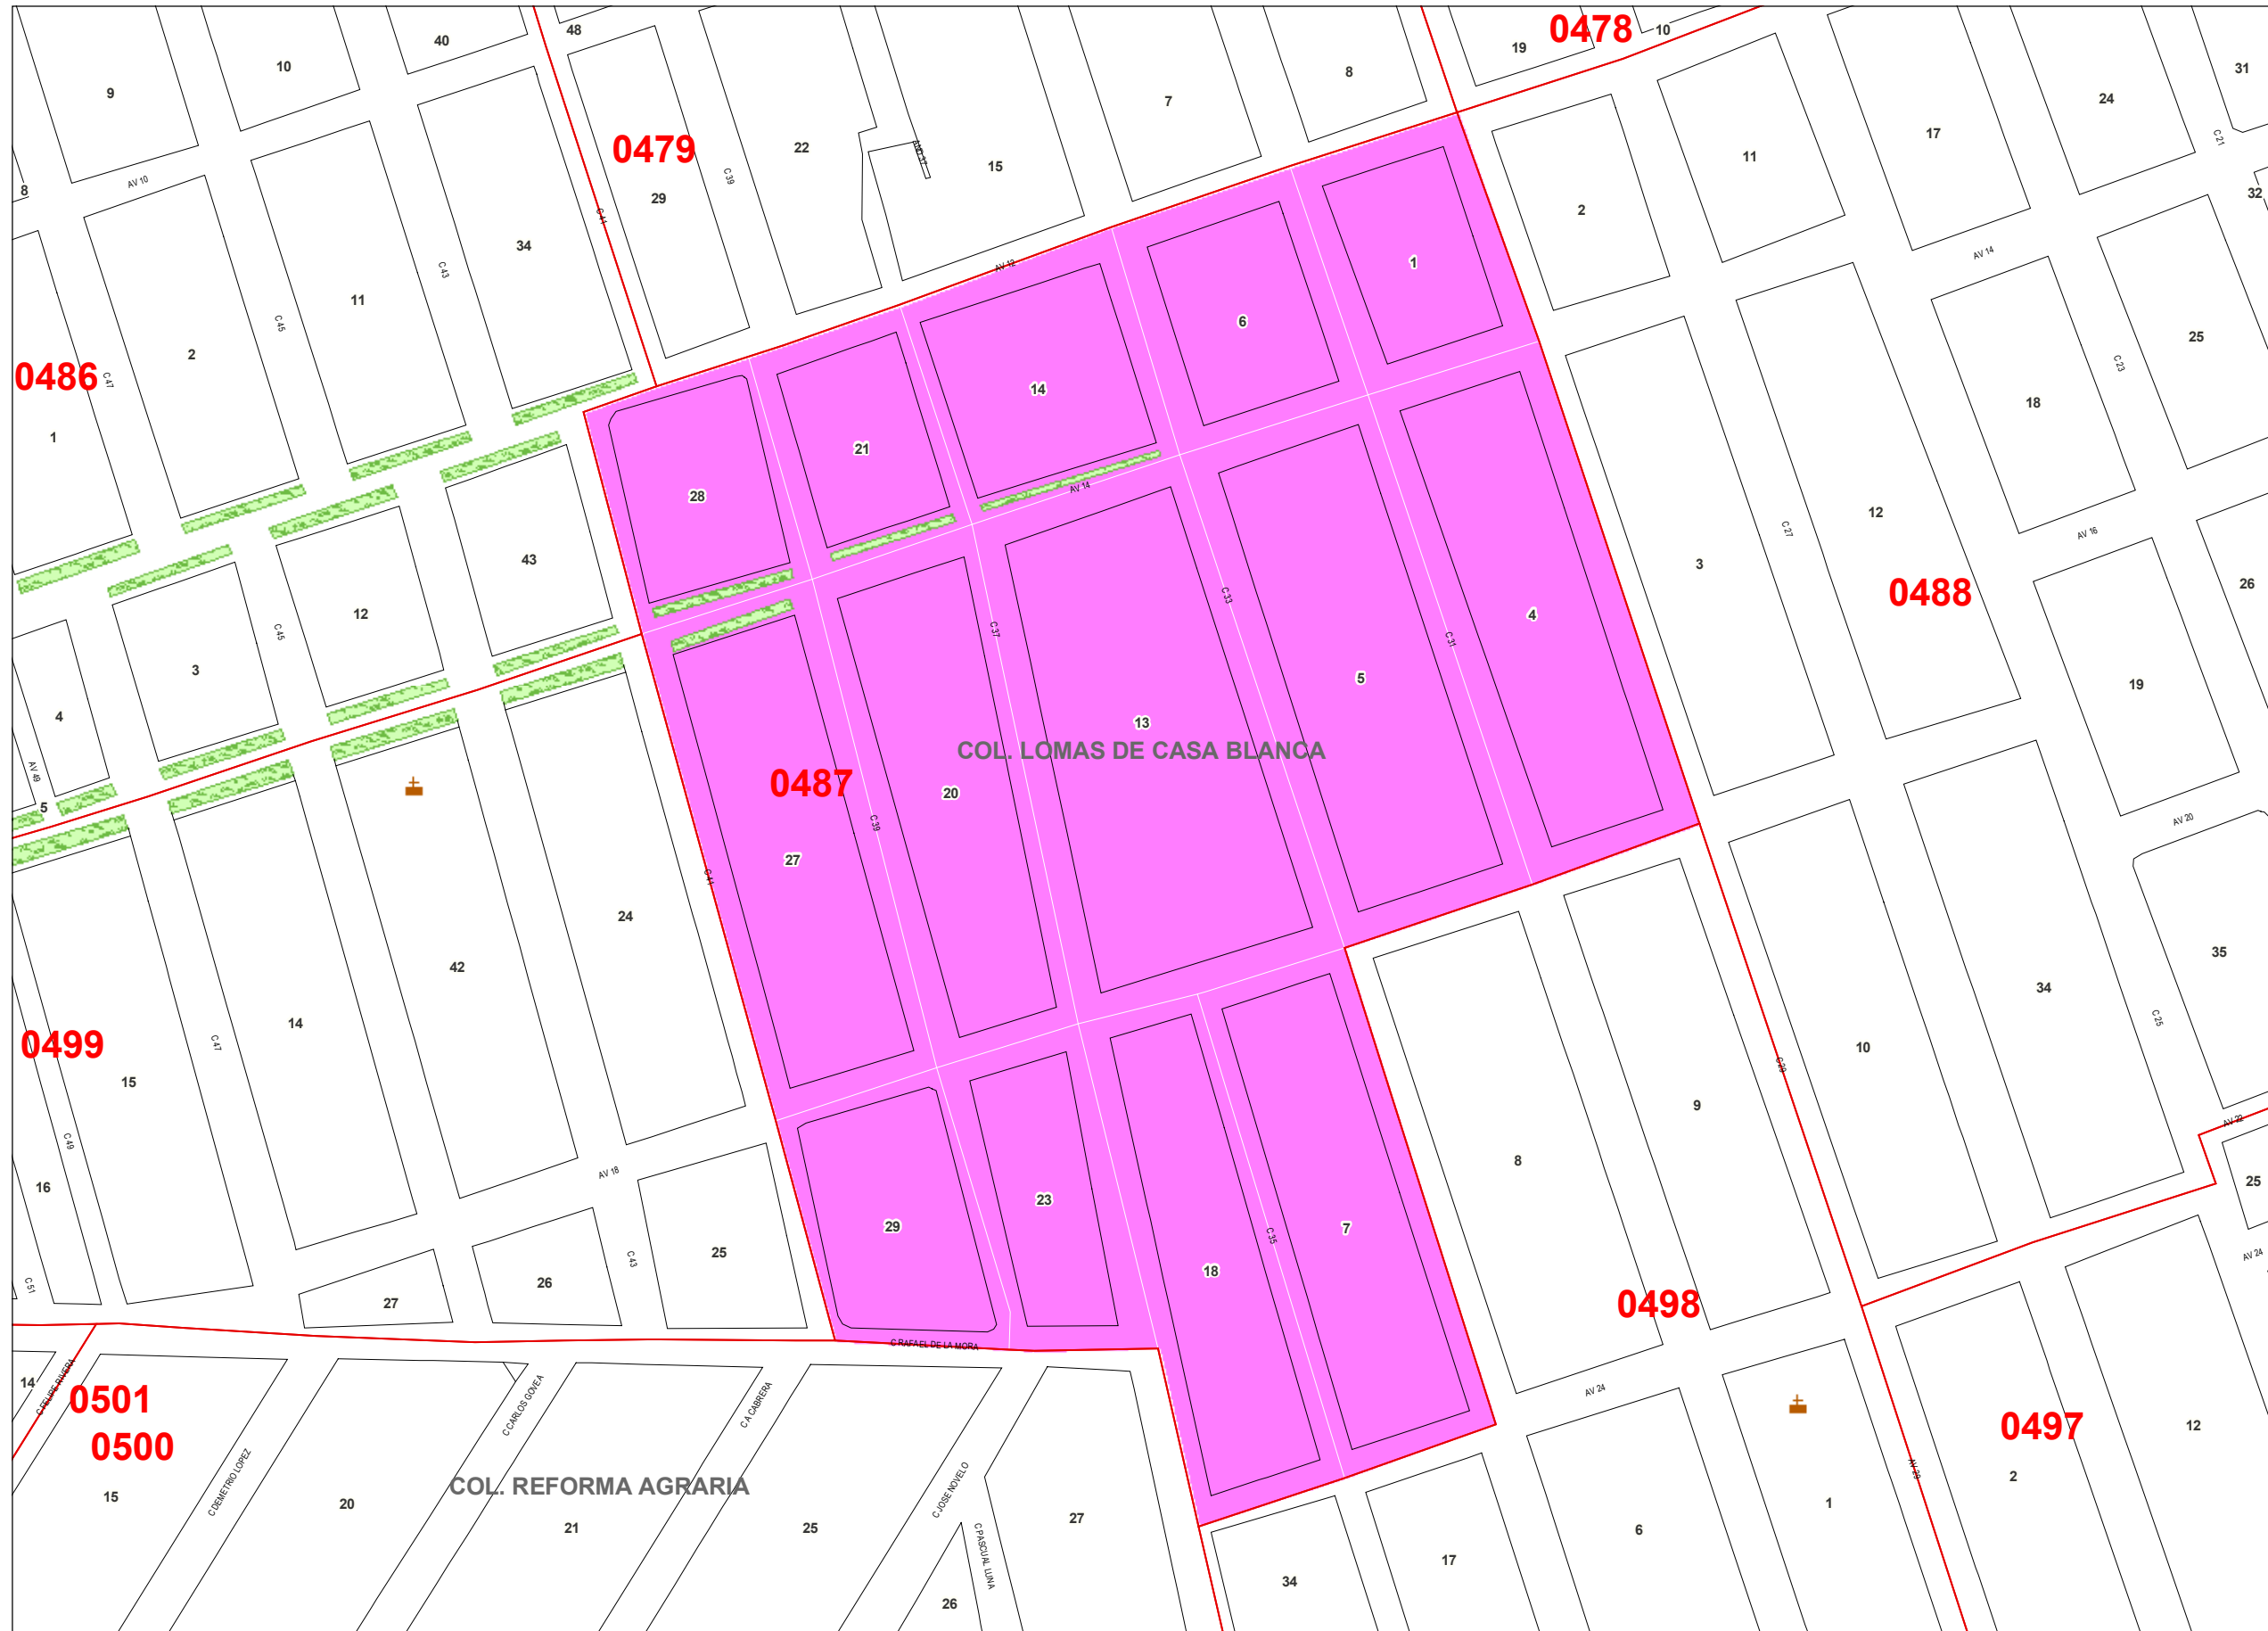 48
0478
10
40
19
31
10
8
9
7
24
0479
17
C 21
22
11
AV 10
C 39
15
8
29
2
32
C 41
34
AV 14
1
AV 12
C 43
11
6
C 45
25
2
C 23
0486
C 47
14
18
1
21
28
AV 14
12
C 27
AV 16
43
3
26
0488
C 33
12
4
C 37
C 45
C 31
3
5
19
4
13
COL. LOMAS DE CASA BLANCA
AV 49
0487
20
5
C 39
AV 20
27
C 41
24
35
42
34
C 25
14
C 47
0499
10
C 29
15
9
AV 22
C 49
8
AV 18
25
16
23
29
7
C 35
25
AV 24
C 43
18
26
C 51
27
0498
C RAFAEL DE LA MORA
14
C FELIPE RIVERA
0501
C CARLOS GOVEA
C A CABRERA
AV 24
0497
12
0500
AV 29
2
COL. REFORMA AGRARIA
C DEMETRIO LOPEZ
C JOSE NOVELO
15
20
1
27
21
25
6
C PASCUAL LUNA
17
34
26